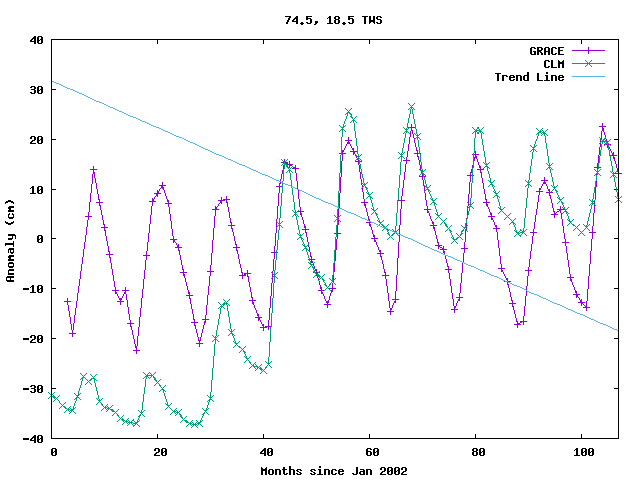 74.5, 18.5 TWS
GRACE
CLM
Trend Line
40
30
20
10
0
-10
-20
-30
-40
Anomaly (cm)
0 20 40 60 80 100
Months since Jan 2002